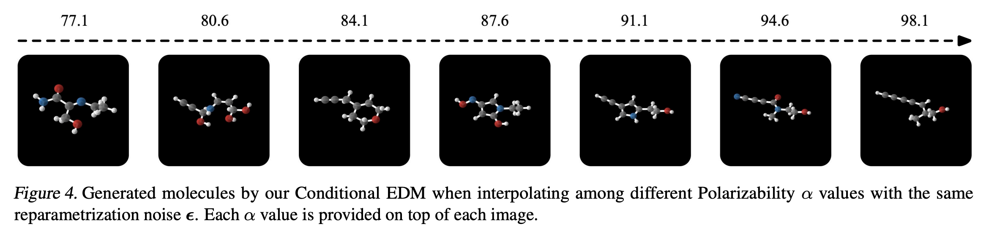 77.1 80.6 84.1 87.6 91.1 94.6 98.1
Figure 4. Generated molecules by our Conditional EDM when interpolating among different Polarizability α values with the same
reparametrization noise ϵ. Each α value is provided on top of each image.